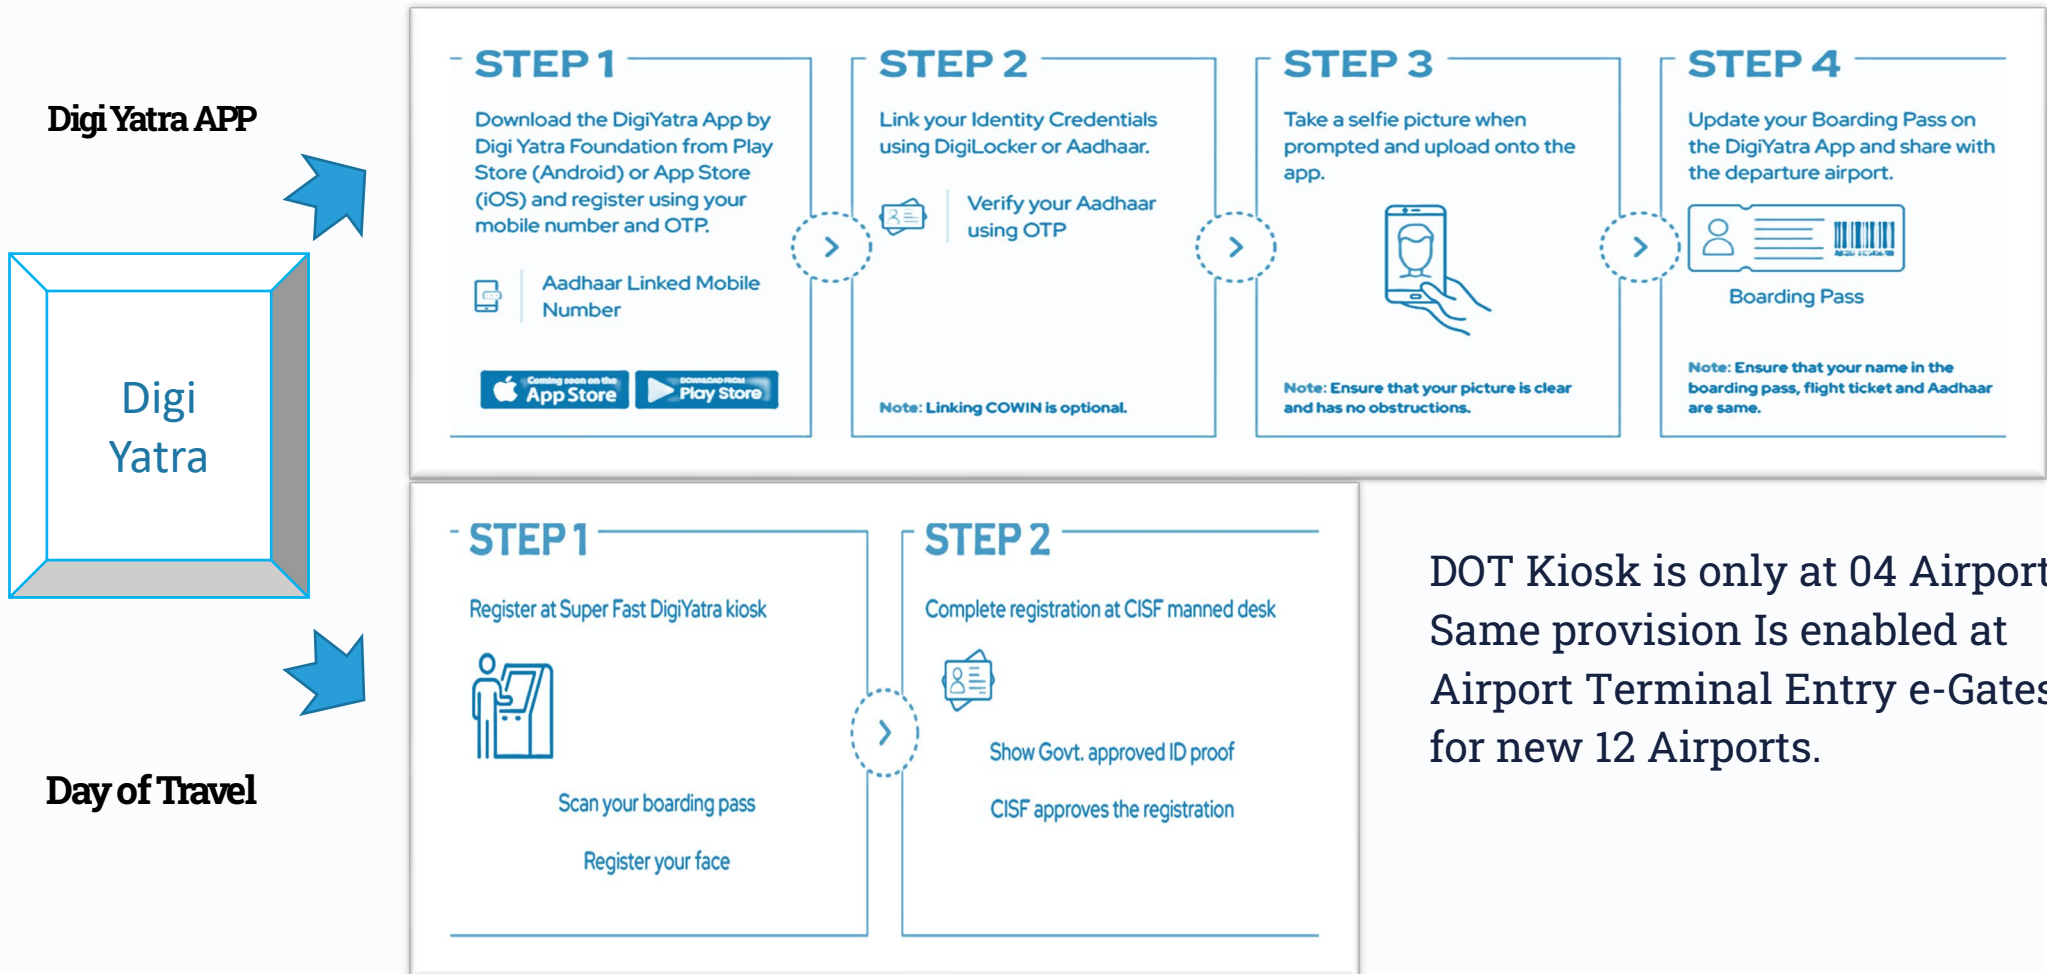 Digi Yatra APP
Digi
Yatra
Day of Travel
STEP 1
Download the DigiYatra App by
Digi Yatra Foundation from Play
Store (Android) or App Store
(iOS) and register using your
mobile number and OTP.
Aadhaar Linked Mobile
Number
Coming soon on the
App Store
DOWNLOAD FROM
Play Store
STEP 2
Link your Identity Credentials
using DigiLocker or Aadhaar.
Verify your Aadhaar
using OTP
Note: Linking COWIN is optional.
STEP 3
Take a selfie picture when
prompted and upload onto the
app.
Note: Ensure that your picture is clear
and has no obstructions.
STEP 4
Update your Boarding Pass on
the DigiYatra App and share with
the departure airport.
Boarding Pass
Note: Ensure that your name in the
boarding pass, flight ticket and Aadhaar
are same.
STEP 1
Register at Super Fast DigiYatra kiosk
Scan your boarding pass
Register your face
STEP 2
Complete registration at CISF manned desk
Show Govt. approved ID proof
CISF approves the registration
DOT Kiosk is only at 04 Airport
Same provision Is enabled at
Airport Terminal Entry e-Gates
for new 12 Airports.